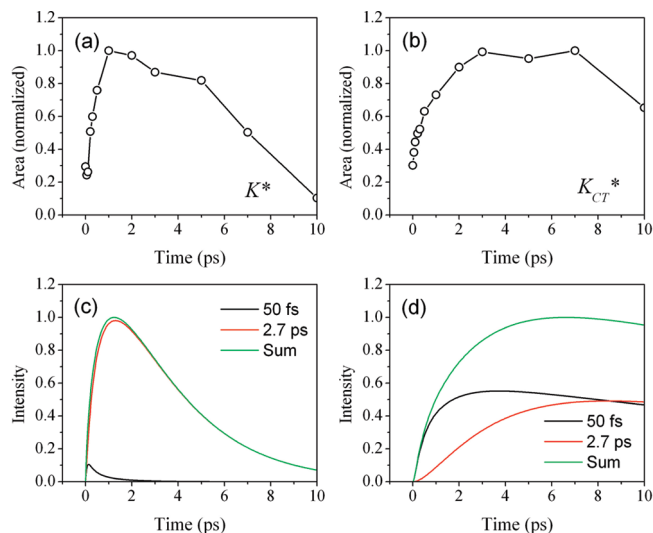 (a)
Area (normalized)
1.2
1.0
0.8
0.6
0.4
0.2
0.0
0 2 4 6 8 10
Time (ps)
K*
(b)
Area (normalized)
1.2
1.0
0.8
0.6
0.4
0.2
0.0
0 2 4 6 8 10
Time (ps)
K_CT*
(c)
Intensity
1.2
1.0
0.8
0.6
0.4
0.2
0.0
0 2 4 6 8 10
Time (ps)
50 fs
2.7 ps
Sum
(d)
Intensity
1.2
1.0
0.8
0.6
0.4
0.2
0.0
0 2 4 6 8 10
Time (ps)
50 fs
2.7 ps
Sum